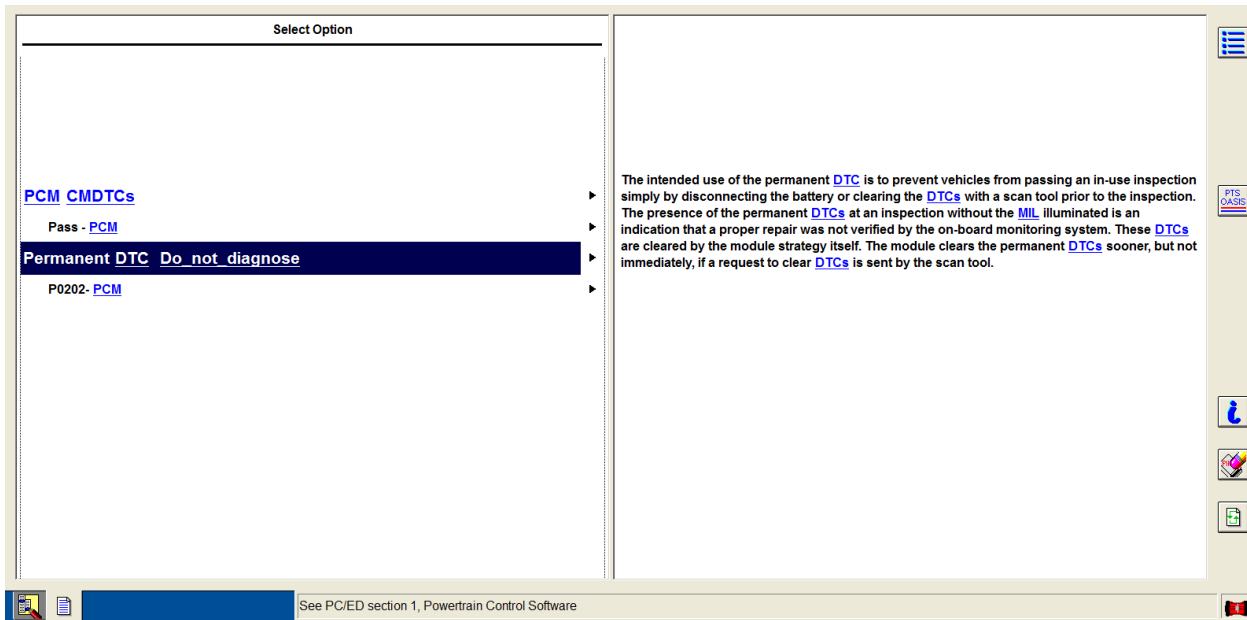 Select Option
PCM CMDTCs
Pass - PCM
Permanent DTC Do_not_diagnose
P0202- PCM
The intended use of the permanent DTC is to prevent vehicles from passing an in-use inspection
simply by disconnecting the battery or clearing the DTCs with a scan tool prior to the inspection.
The presence of the permanent DTCs at an inspection without the MIL illuminated is an
indication that a proper repair was not verified by the on-board monitoring system. These DTCs
are cleared by the module strategy itself. The module clears the permanent DTCs sooner, but not
immediately, if a request to clear DTCs is sent by the scan tool.
PTS
OASIS
See PC/ED section 1, Powertrain Control Software